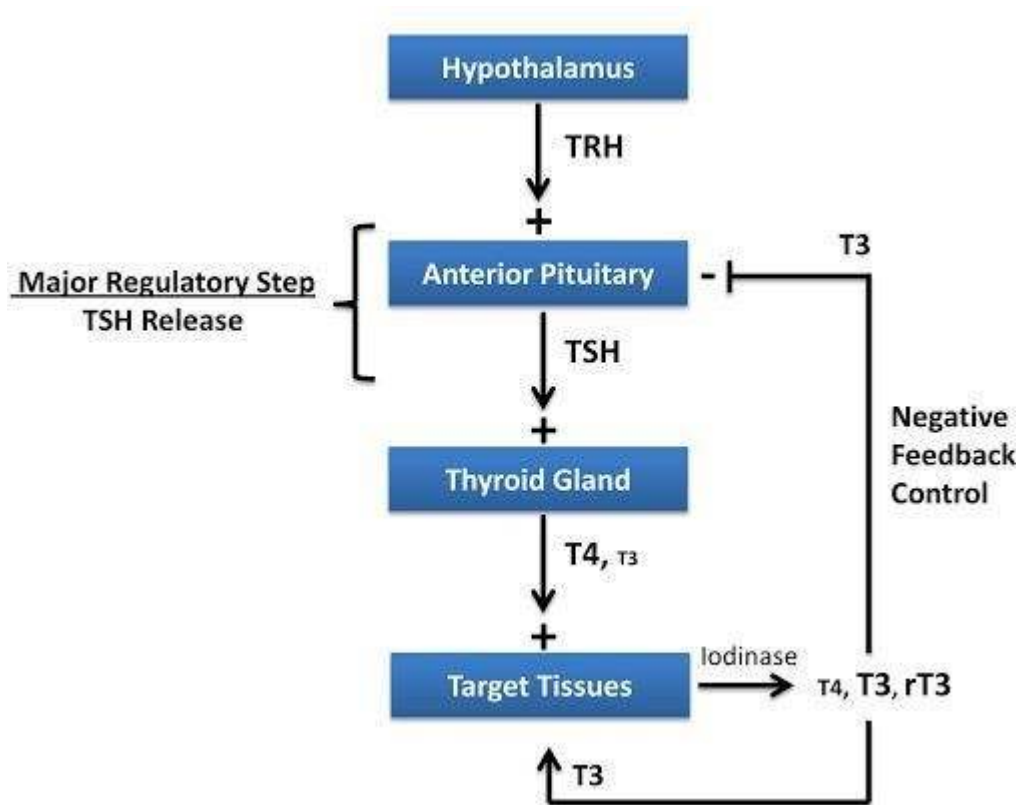 Hypothalamus
TRH
+
Anterior Pituitary
-
T3
Major Regulatory Step
TSH Release
TSH
+
Negative
Feedback
Control
Thyroid Gland
T4, T3
+
Target Tissues
Iodinase
T4, T3, rT3
T3